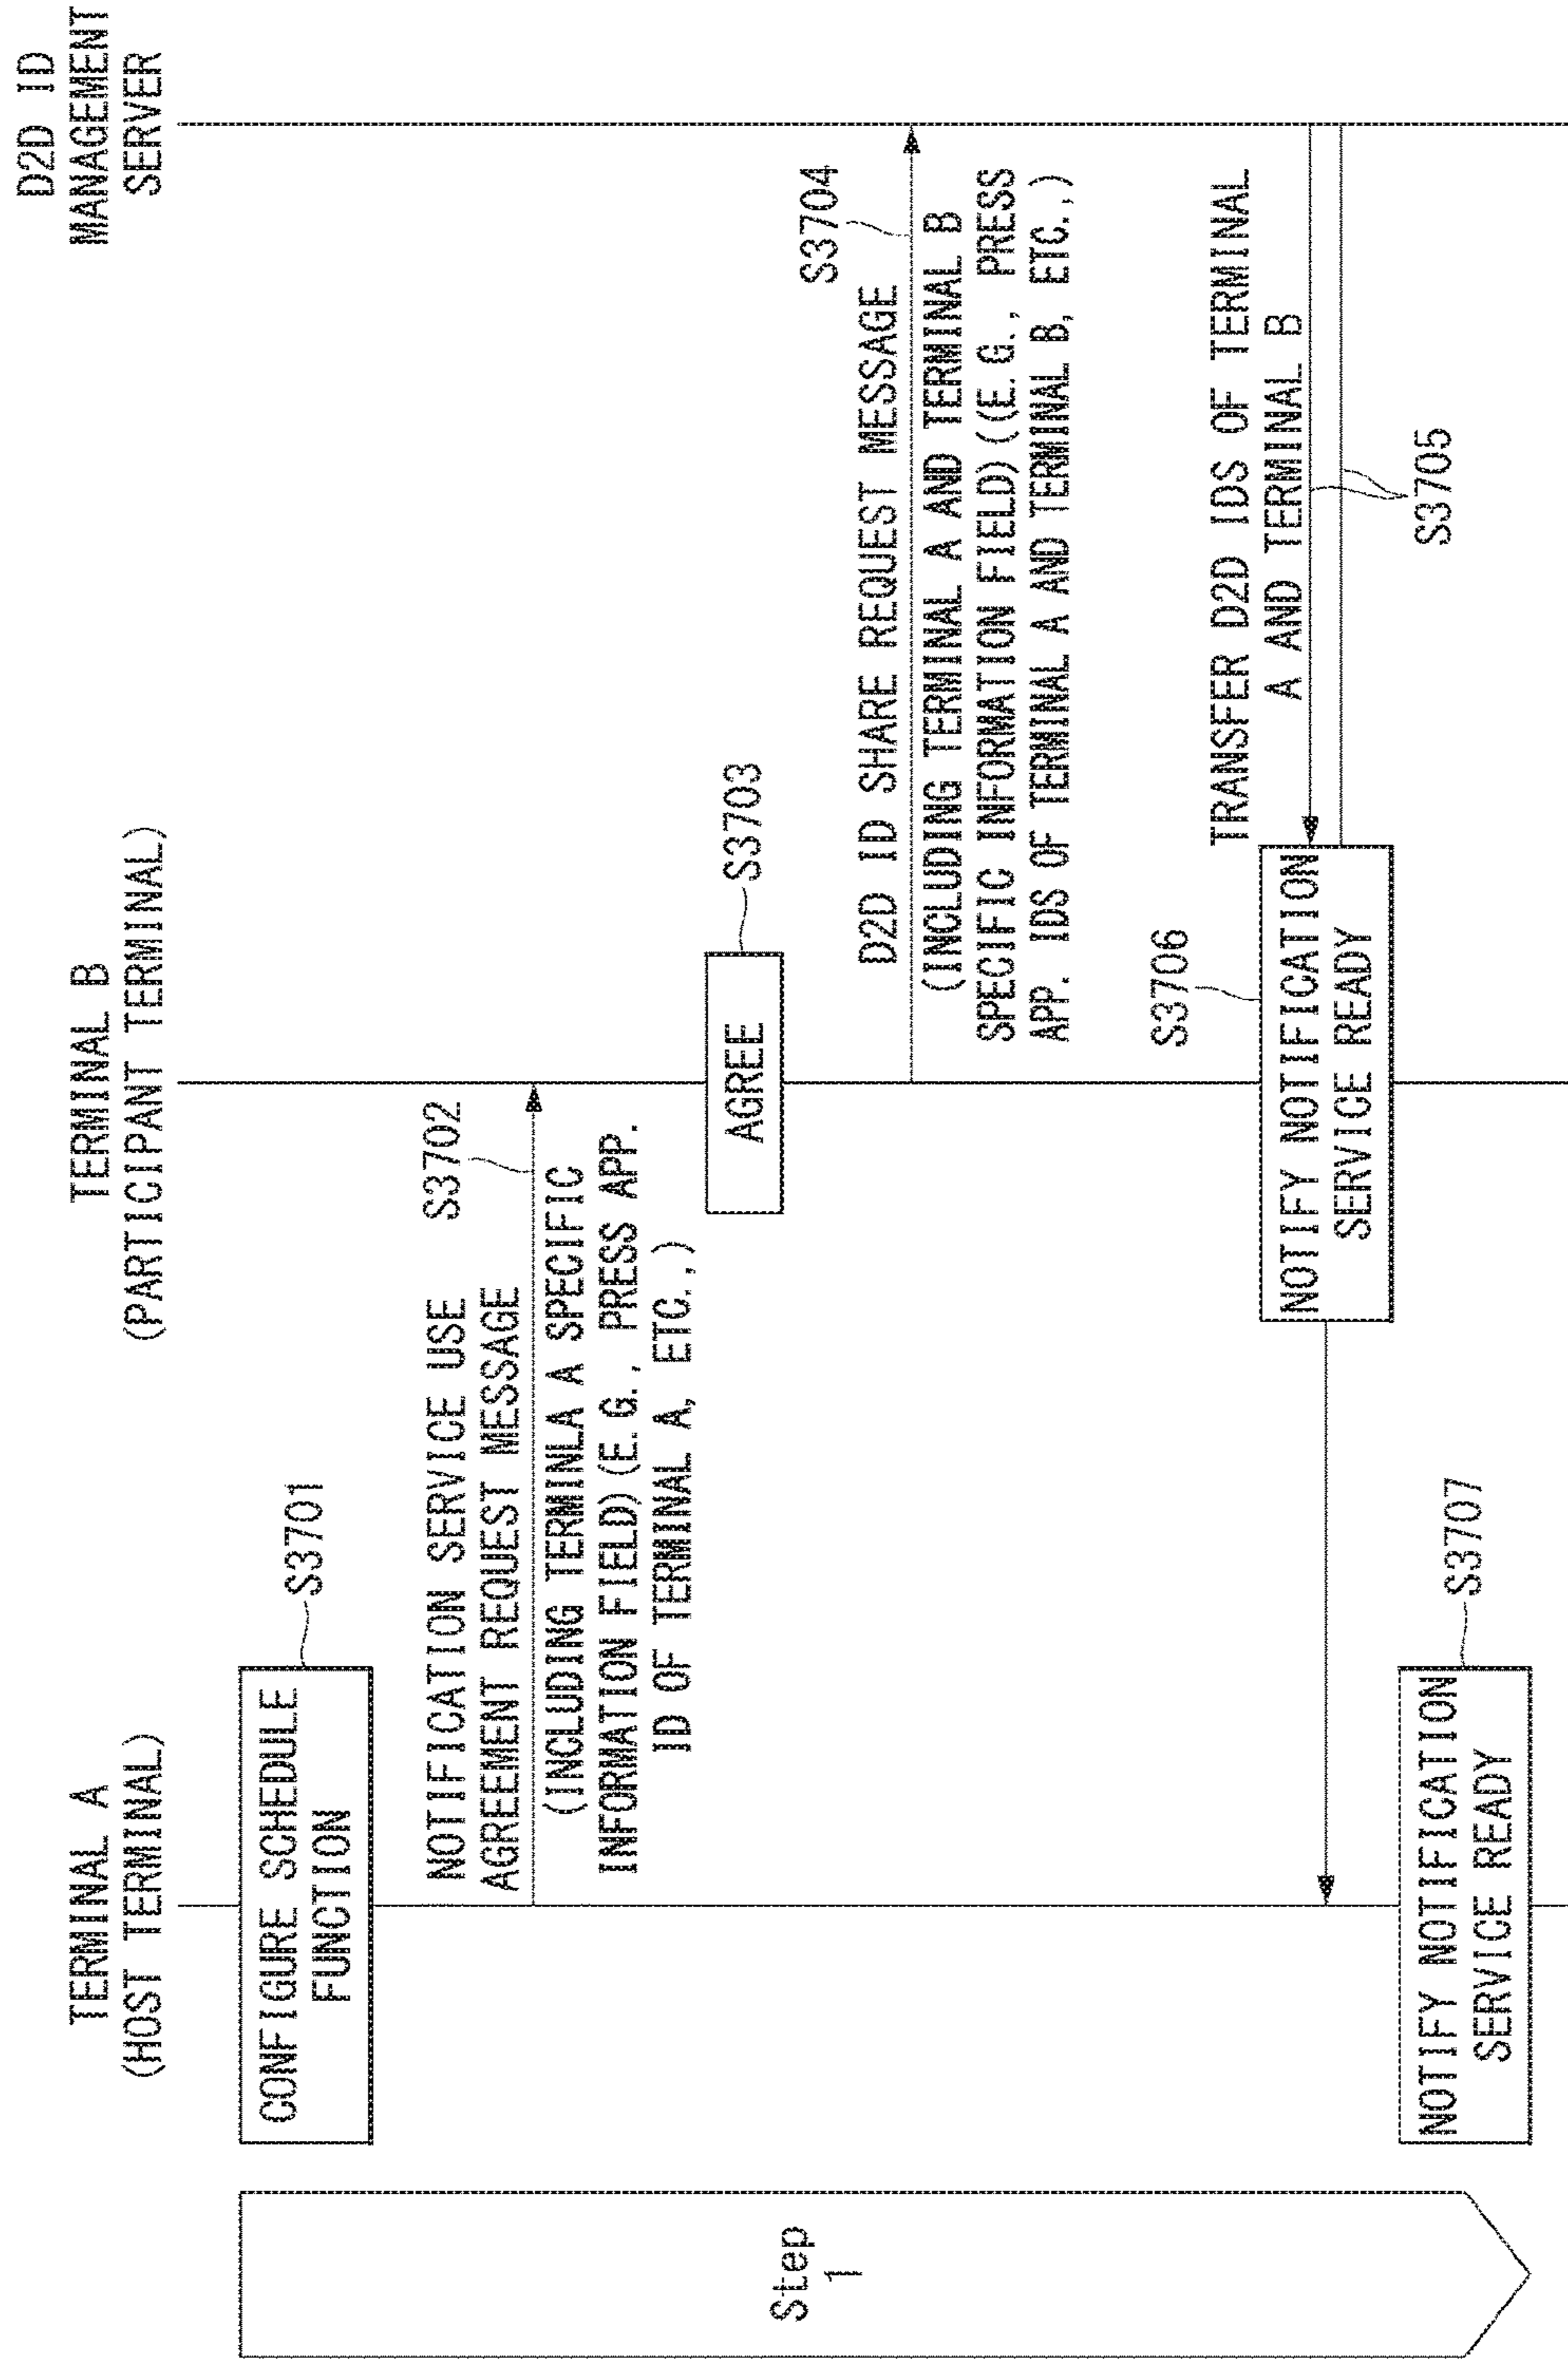 TERMINAL A
(HOST TERMINAL)
TERMINAL B
(PARTICIPANT TERMINAL)
D2D ID
MANAGEMENT
SERVER
CONFIGURE SCHEDULE
FUNCTION
S3701
NOTIFICATION SERVICE USE
AGREEMENT REQUEST MESSAGE
S3702
(INCLUDING TERMINLA A SPECIFIC
INFORMATION FIELD)(E.G., PRESS APP.
ID OF TERMINAL A, ETC.,)
AGREE
S3703
S3704
D2D ID SHARE REQUEST MESSAGE
(INCLUDING TERMINAL A AND TERMINAL B
SPECIFIC INFORMATION FIELD)((E.G., PRESS
APP. IDS OF TERMINAL A AND TERMINAL B, ETC.,)
TRANSFER D2D IDS OF TERMINAL
A AND TERMINAL B
S3705
S3706
NOTIFY NOTIFICATION
SERVICE READY
NOTIFY NOTIFICATION
SERVICE READY
S3707
Step
1